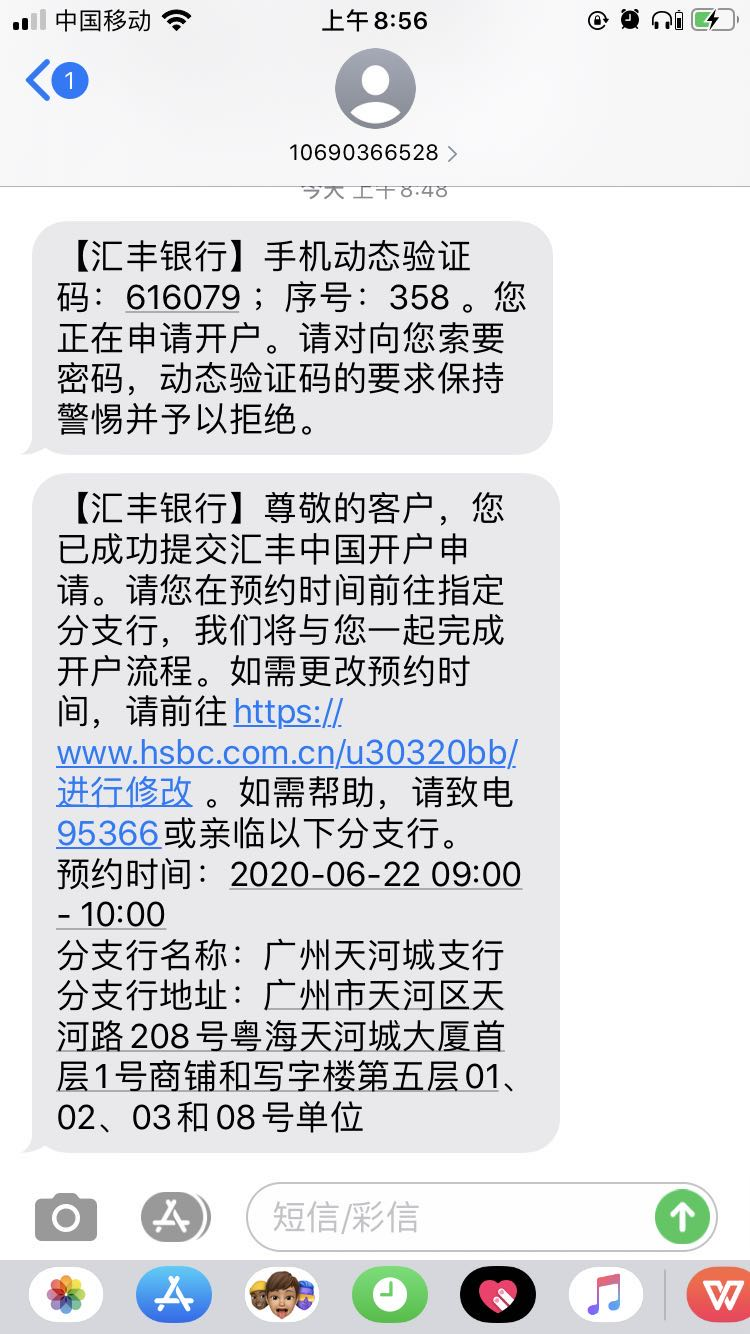 中国移动
上午8:56
1
10690366528
今天 上午8:48
【汇丰银行】手机动态验证
码：616079；序号：358 。您
正在申请开户。请对向您索要
密码，动态验证码的要求保持
警惕并予以拒绝。
【汇丰银行】尊敬的客户，您
已成功提交汇丰中国开户申
请。请您在预约时间前往指定
分支行，我们将与您一起完成
开户流程。如需更改预约时
间，请前往https://
www.hsbc.com.cn/u30320bb/
进行修改 。如需帮助，请致电
95366或亲临以下分支行。
预约时间：2020-06-22 09:00
- 10:00
分支行名称：广州天河城支行
分支行地址：广州市天河区天
河路208号粤海天河城大厦首
层1号商铺和写字楼第五层01、
02、03和08号单位
短信/彩信